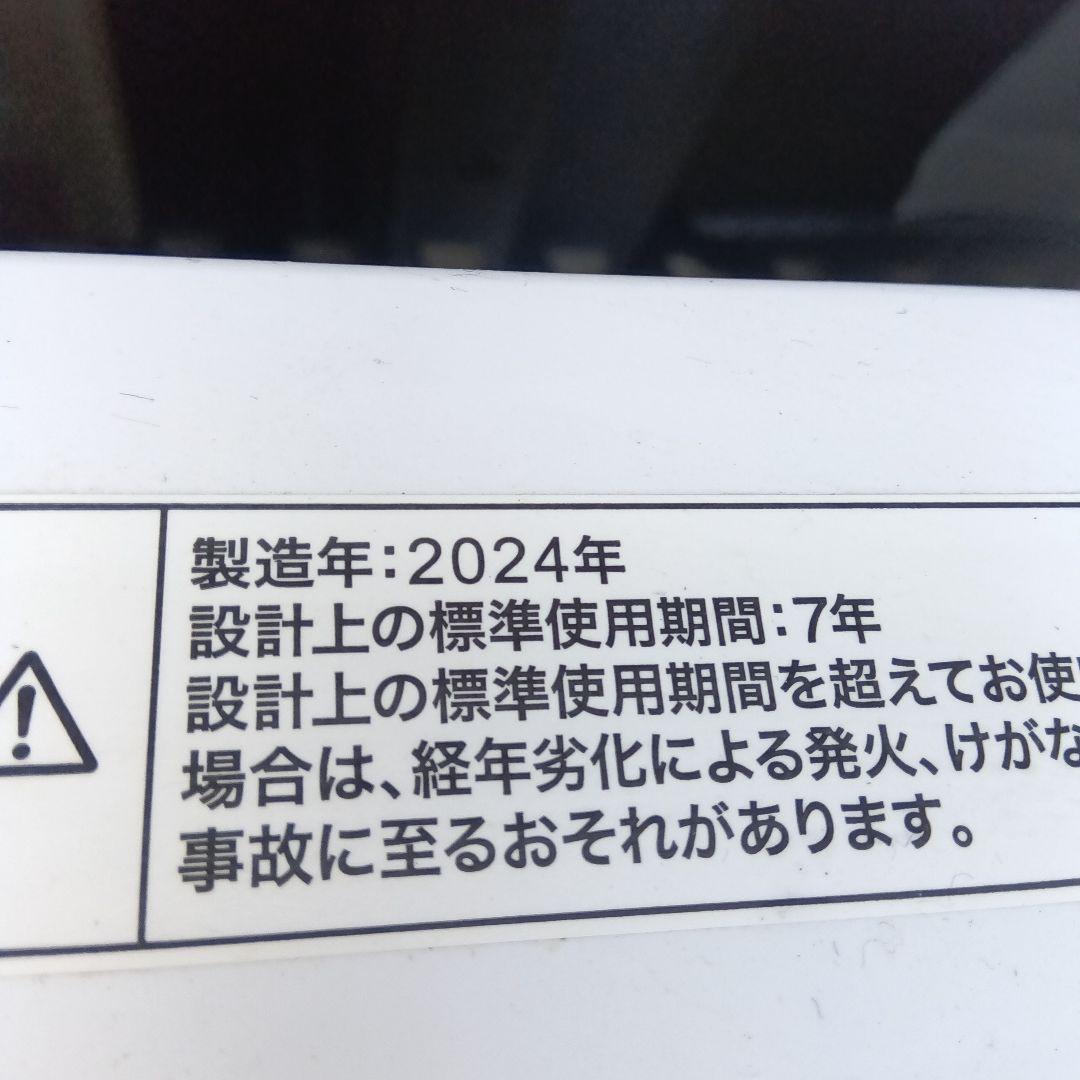 製造年:2024年
設計上の標準使用期間:7年
設計上の標準使用期間を超えてお使
場合は、経年劣化による発火、けがな
事故に至るおそれがあります。